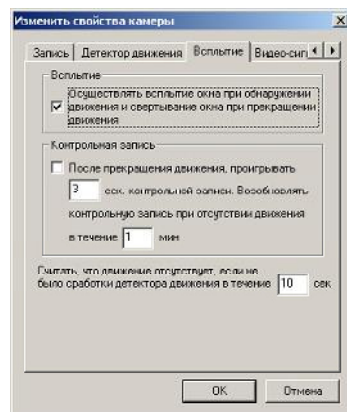 Изменить свойства камеры
Запись Детектор движения Всплытие Видео-сиг
Всплытие
Осуществлять всплытие окна при обнаружении
движения и свертывание окна при прекращении
движения
Контрольная запись
После прекращения движения, проигрывать
3 сек. контрольной записи. Возобновлять
контрольную запись при отсутствии движения
в течение 1 мин
Считать, что движение отсутствует, если не
было сработки детектора движения в течение 10 сек
OK Отмена